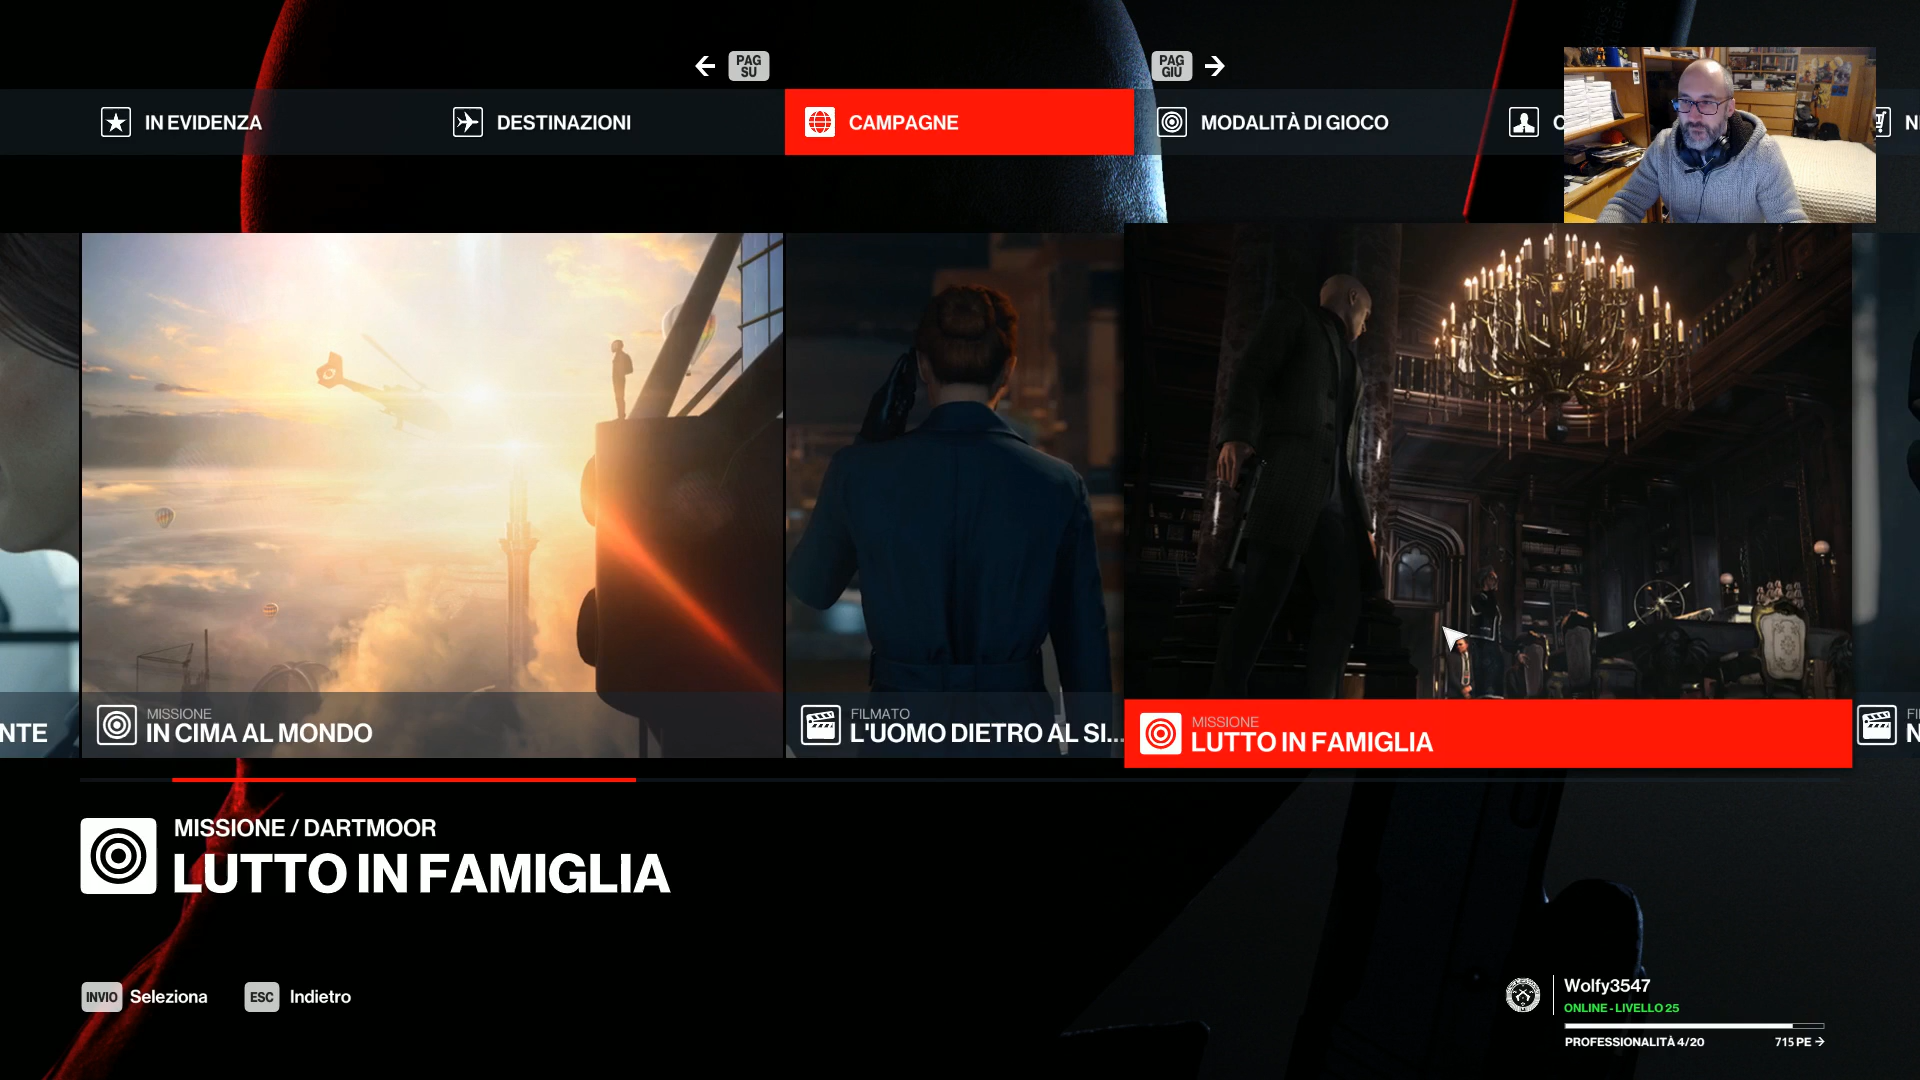 PAG SU
PAG GIÙ
IN EVIDENZA
DESTINAZIONI
CAMPAGNE
MODALITÀ DI GIOCO
C
N
NTE
MISSIONE
IN CIMA AL MONDO
FILMATO
L'UOMO DIETRO AL SI...
MISSIONE
LUTTO IN FAMIGLIA
FI
N
MISSIONE / DARTMOOR
LUTTO IN FAMIGLIA
INVIO Seleziona
ESC Indietro
Wolfy3547
ONLINE - LIVELLO 25
PROFESSIONALITÀ 4/20
715 PE